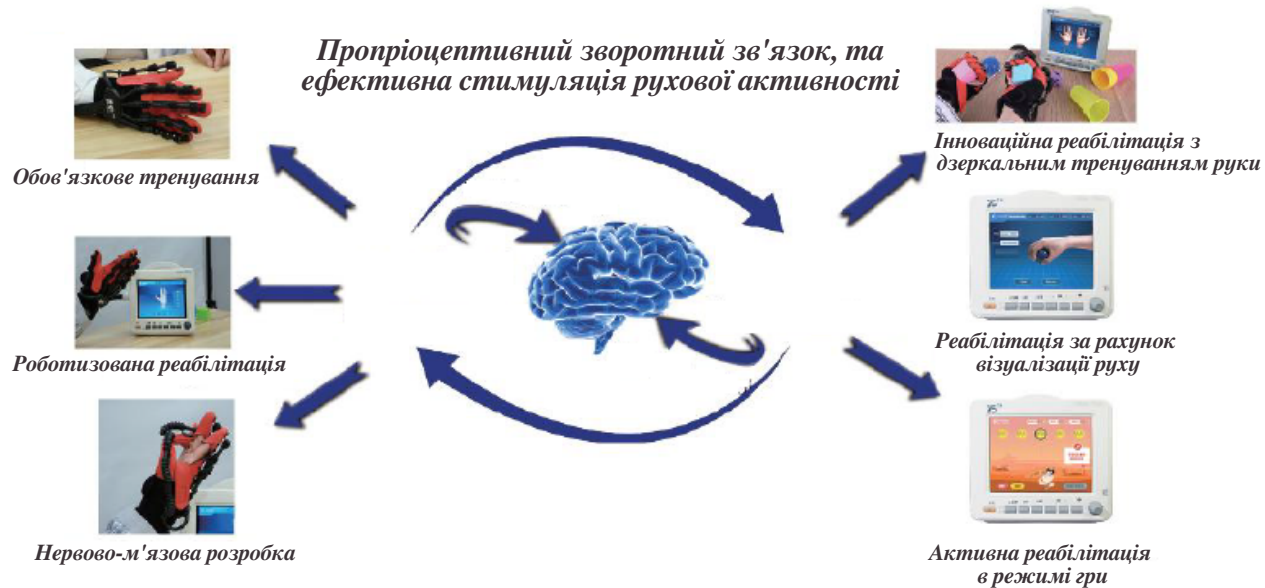 Пропріоцептивний зворотний зв'язок, та
ефективна стимуляція рухової активності
Обов'язкове тренування
Роботизована реабілітація
Нервово-м'язова розробка
Інноваційна реабілітація з
дзеркальним тренуванням руки
Реабілітація за рахунок
візуалізації руху
Активна реабілітація
в режимі гри